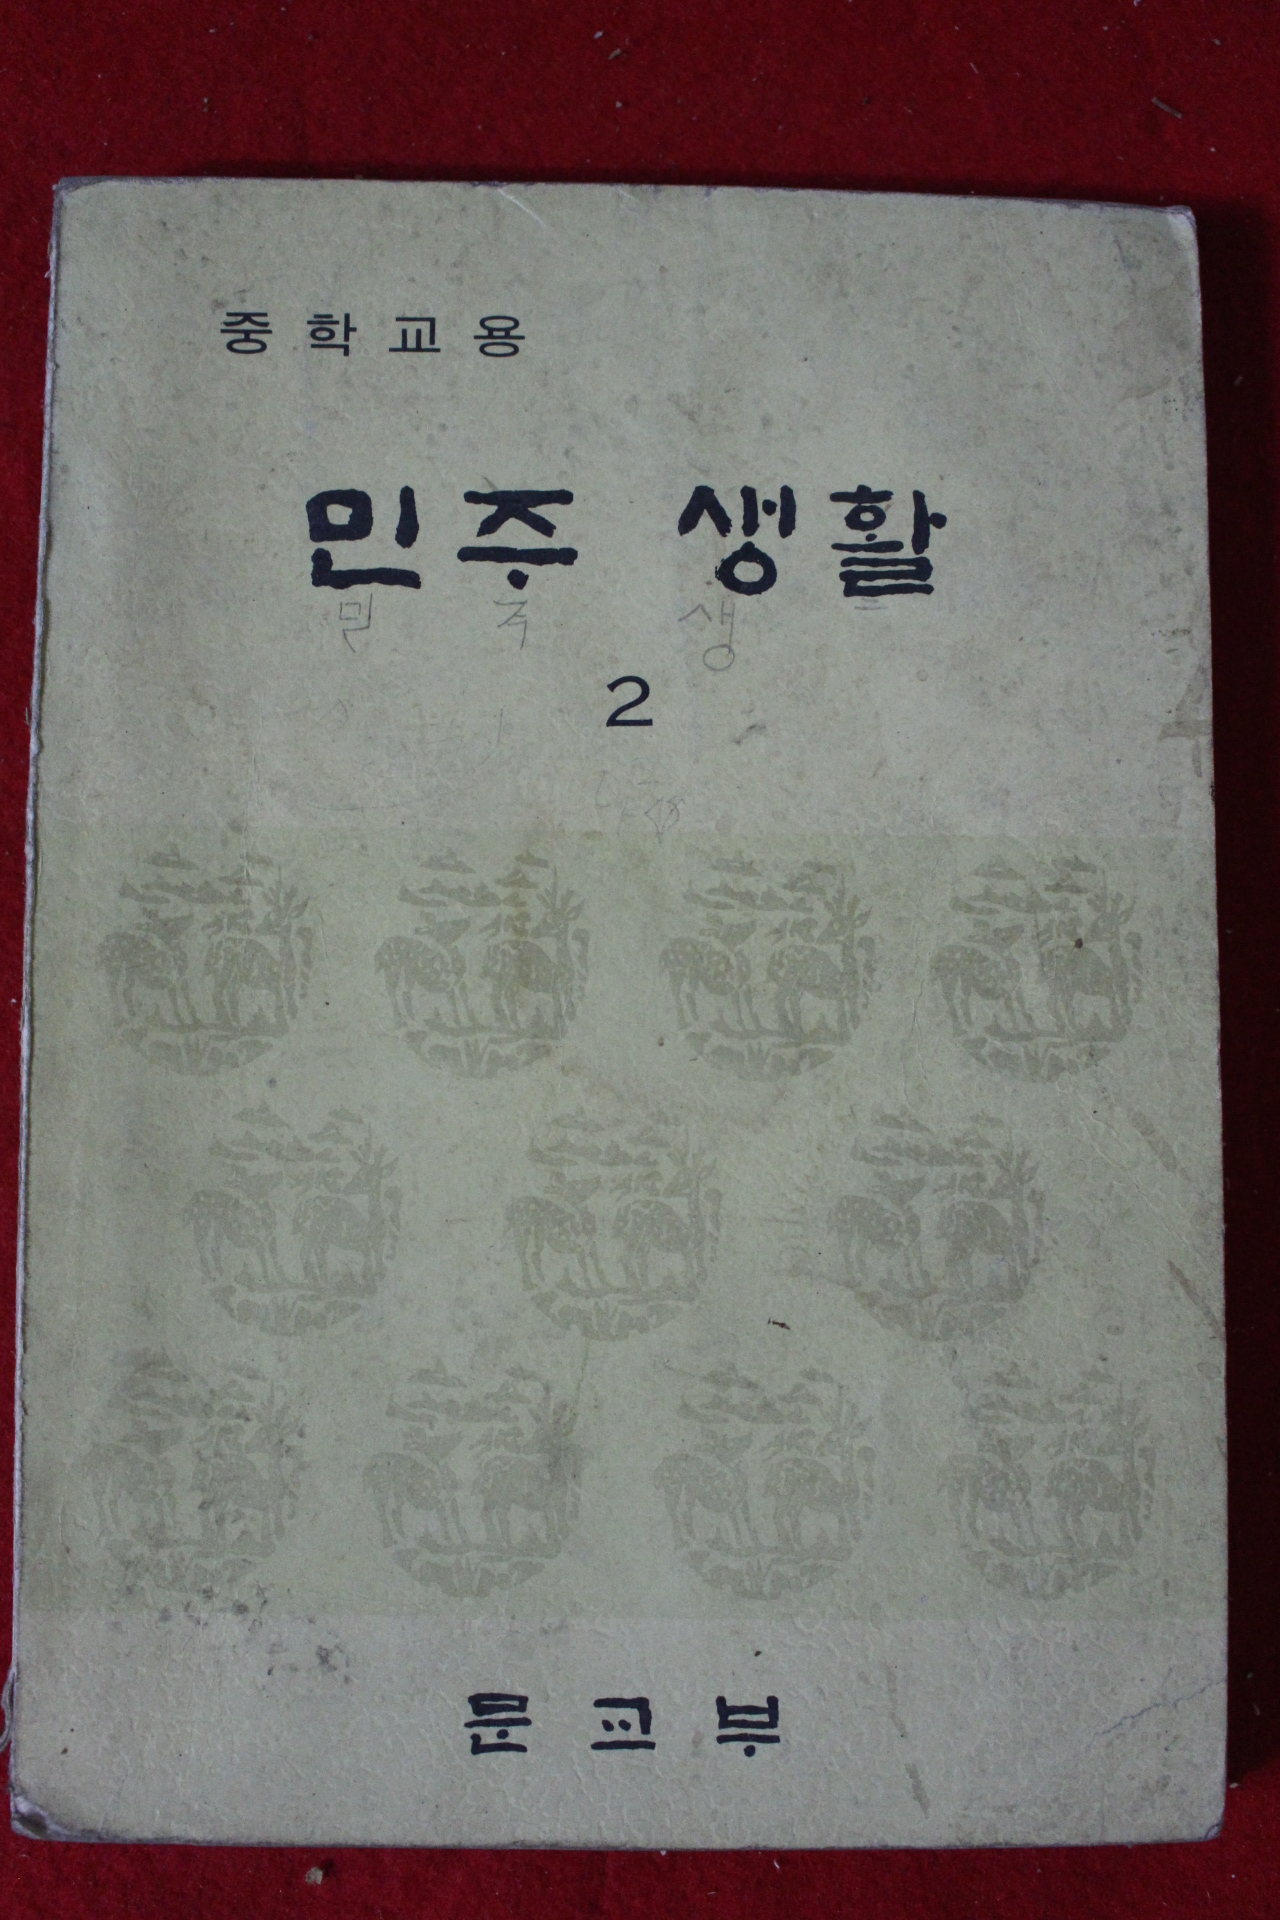 중학교용
민주 생활
민 주 생
2
문교부